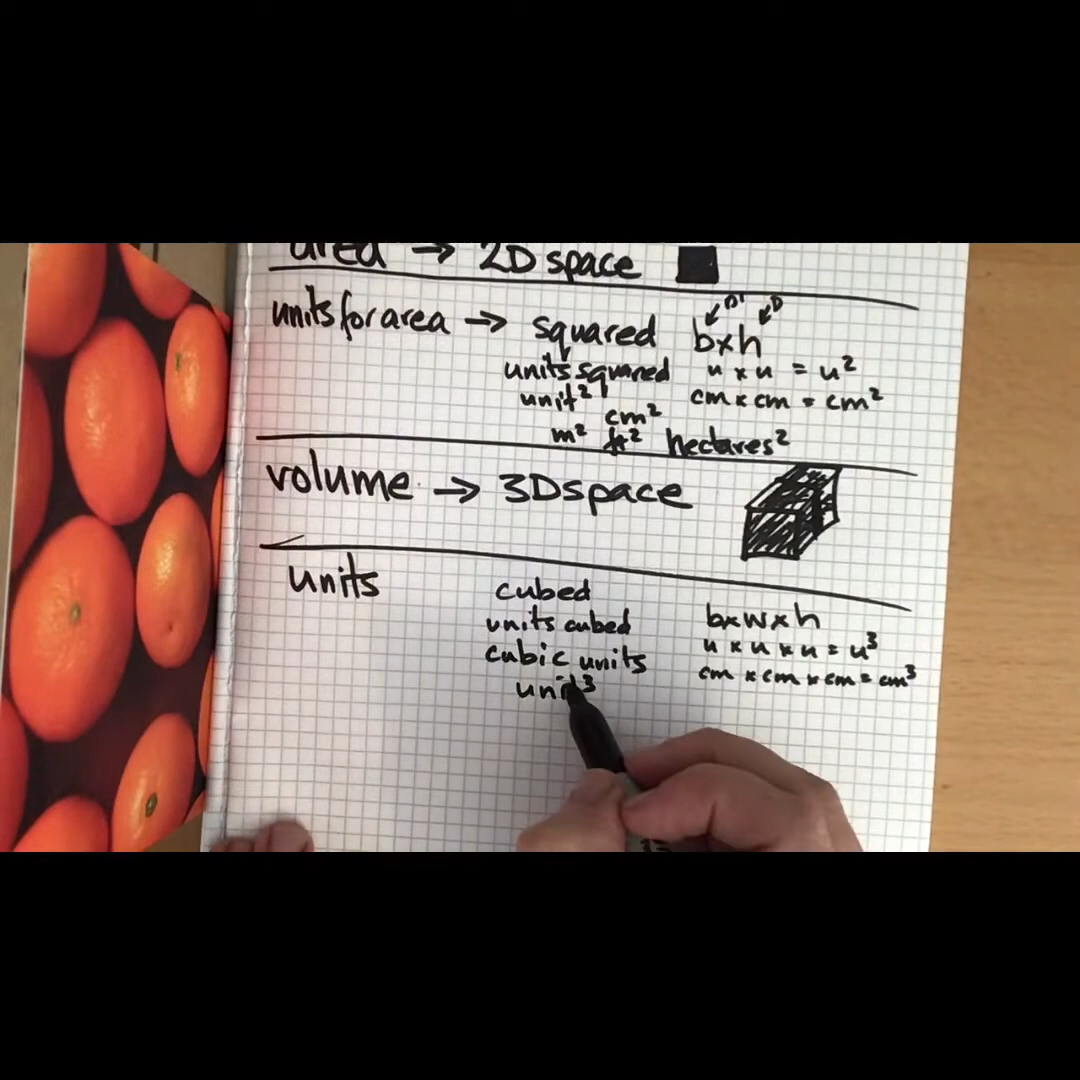 area → 2D space
units for area → squared b×h
units squared u × u = u²
unit² cm × cm = cm²
cm²
m² ft² hectares²
volume → 3D space
units cubed
units cubed b×w×h
cubic units u × u × u = u³
unit³ cm × cm × cm = cm³